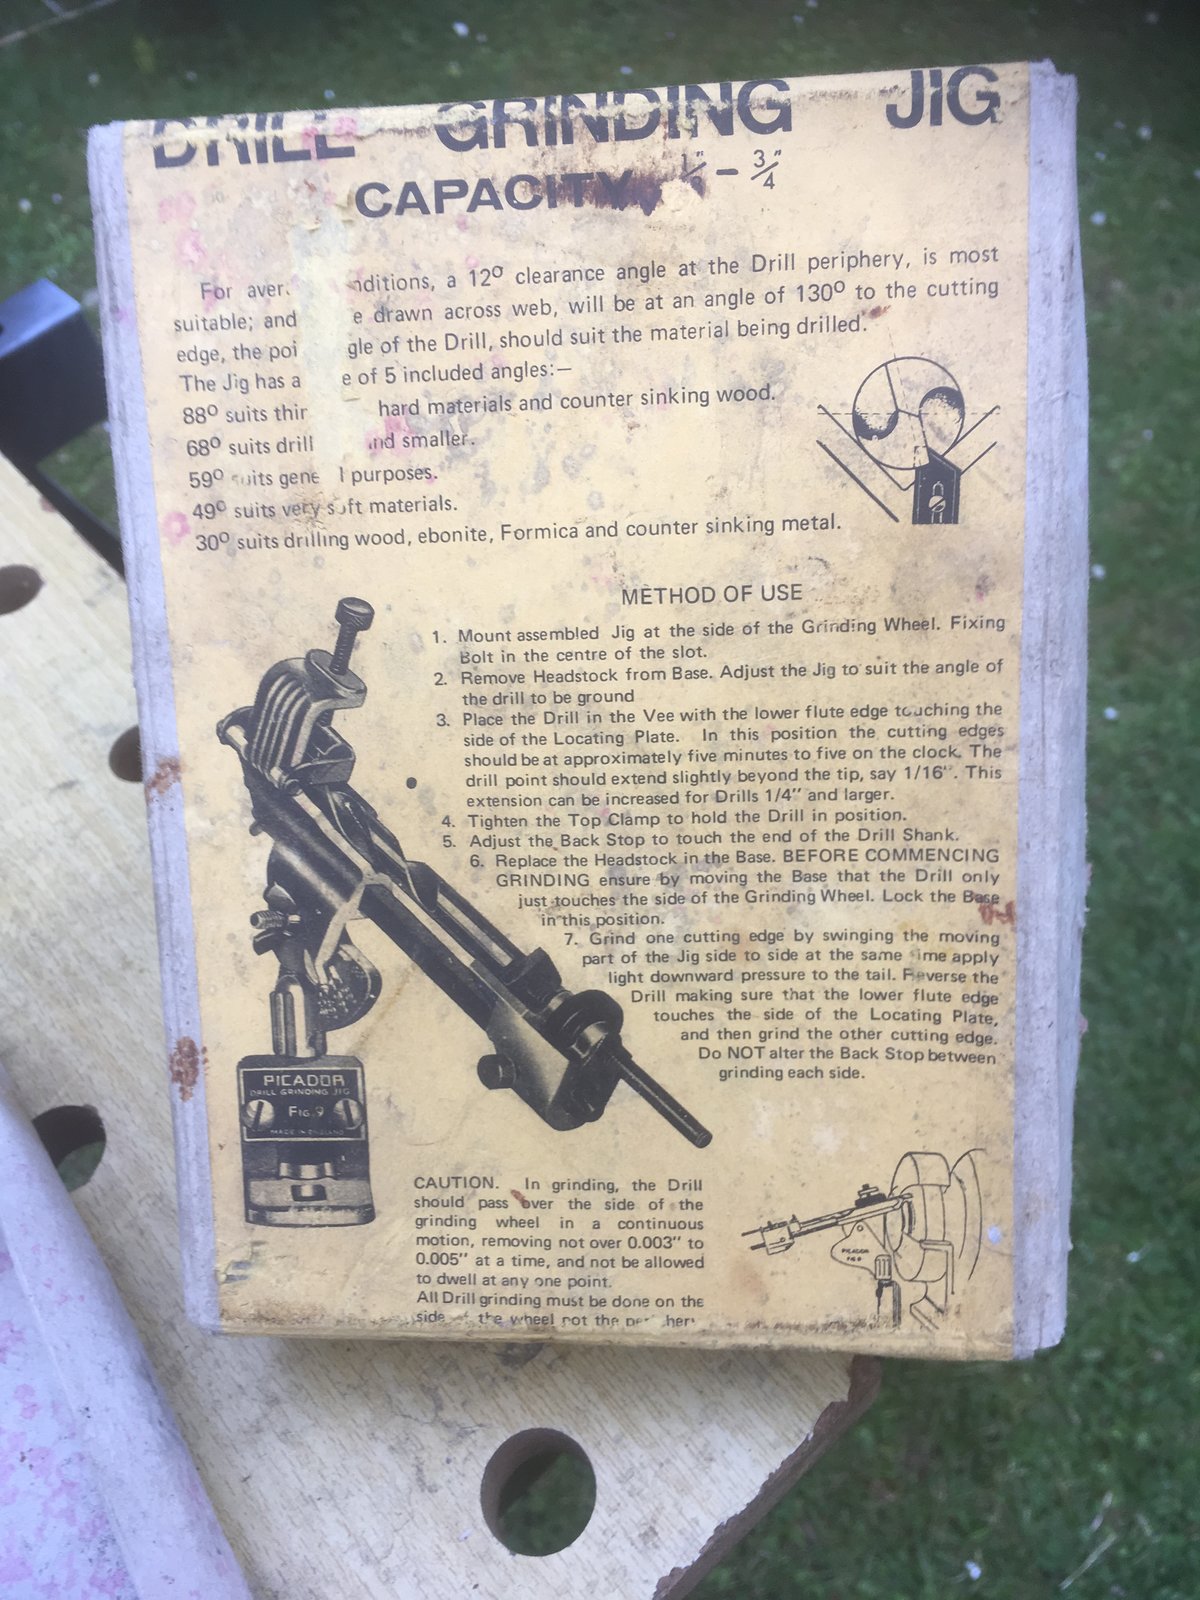 DRILL GRINDING JIG
CAPACITY - 3/4"
For aver. nditions, a 12º clearance angle at the Drill periphery, is most
suitable; and e drawn across web, will be at an angle of 130º to the cutting
edge, the poi gle of the Drill, should suit the material being drilled.
The Jig has a e of 5 included angles:—
88º suits thin hard materials and counter sinking wood.
68º suits drill and smaller.
59º suits gene l purposes.
49º suits very soft materials.
30º suits drilling wood, ebonite, Formica and counter sinking metal.
METHOD OF USE
1. Mount assembled Jig at the side of the Grinding Wheel. Fixing
Bolt in the centre of the slot.
2. Remove Headstock from Base. Adjust the Jig to suit the angle of
the drill to be ground
3. Place the Drill in the Vee with the lower flute edge touching the
side of the Locating Plate. In this position the cutting edges
should be at approximately five minutes to five on the clock. The
drill point should extend slightly beyond the tip, say 1/16". This
extension can be increased for Drills 1/4" and larger.
4. Tighten the Top Clamp to hold the Drill in position.
5. Adjust the Back Stop to touch the end of the Drill Shank.
6. Replace the Headstock in the Base. BEFORE COMMENCING
GRINDING ensure by moving the Base that the Drill only
just touches the side of the Grinding Wheel. Lock the Base
in this position.
7. Grind one cutting edge by swinging the moving
part of the Jig side to side at the same time apply
light downward pressure to the tail. Reverse the
Drill making sure that the lower flute edge
touches the side of the Locating Plate,
and then grind the other cutting edge.
Do NOT alter the Back Stop between
grinding each side.
PICADOR
DRILL GRINDING JIG
FIG. 9
MADE IN ENGLAND
CAUTION. In grinding, the Drill
should pass over the side of the
grinding wheel in a continuous
motion, removing not over 0.003" to
0.005" at a time, and not be allowed
to dwell at any one point.
All Drill grinding must be done on the
side of the wheel not the
PICADOR
FIG 9